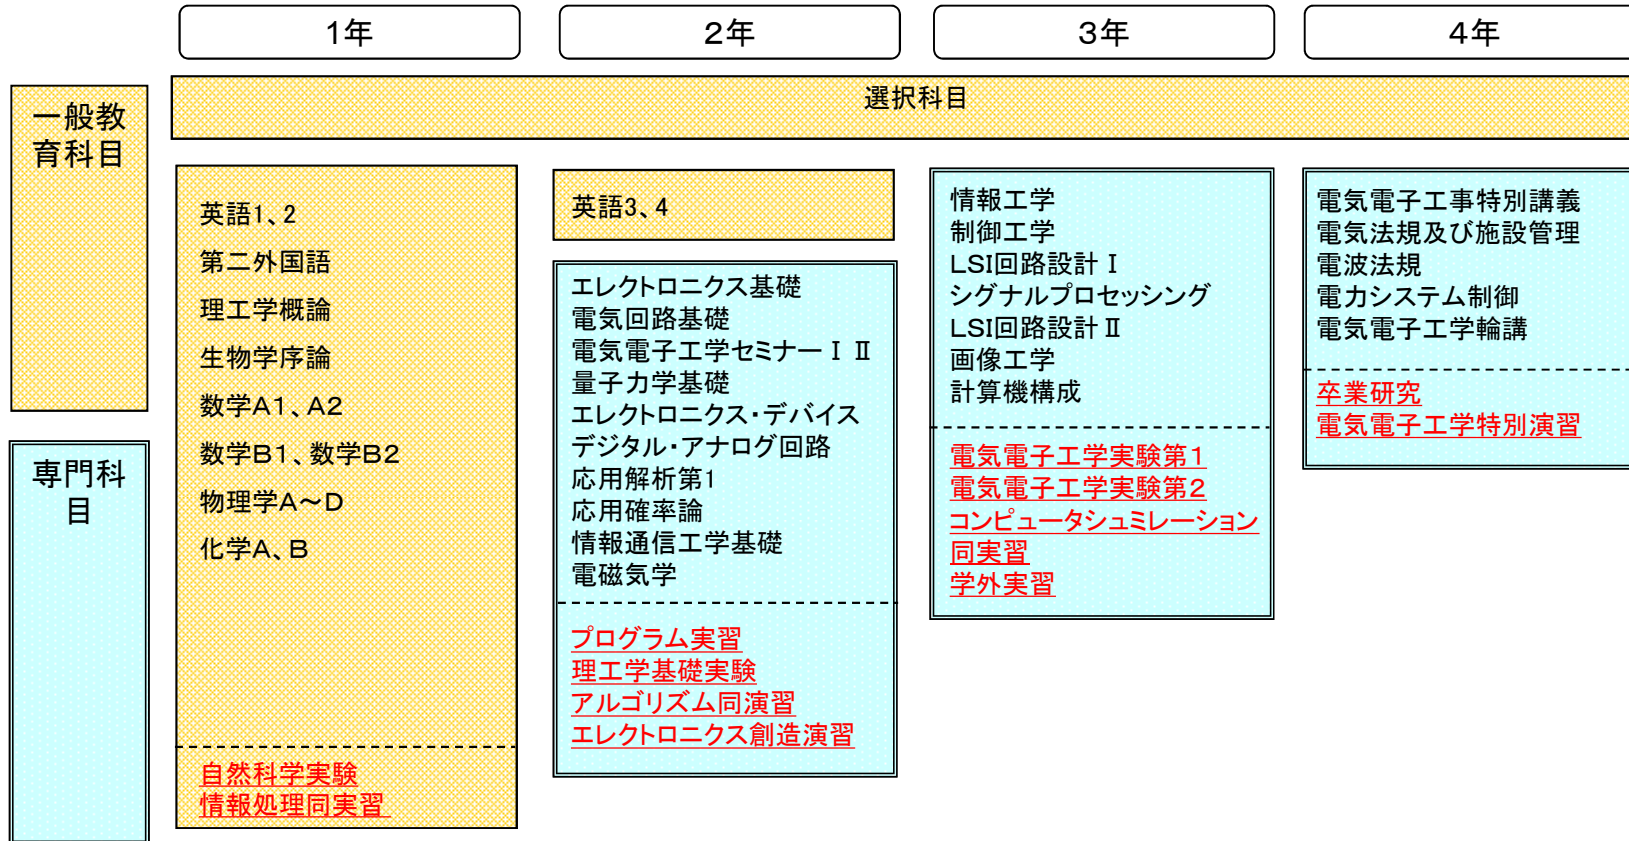 1年
2年
3年
4年
選択科目
一般教
育科目
専門科
目
英語1、2
第二外国語
理工学概論
生物学序論
数学A1、A2
数学B1、数学B2
物理学A～D
化学A、B
自然科学実験
情報処理同実習
英語3、4
エレクトロニクス基礎
電気回路基礎
電気電子工学セミナーⅠ Ⅱ
量子力学基礎
エレクトロニクス・デバイス
デジタル・アナログ回路
応用解析第1
応用確率論
情報通信工学基礎
電磁気学
プログラム実習
理工学基礎実験
アルゴリズム同演習
エレクトロニクス創造演習
情報工学
制御工学
LSI回路設計Ⅰ
シグナルプロセッシング
LSI回路設計Ⅱ
画像工学
計算機構成
電気電子工学実験第1
電気電子工学実験第2
コンピュータシュミレーション
同実習
学外実習
電気電子工事特別講義
電気法規及び施設管理
電波法規
電力システム制御
電気電子工学輪講
卒業研究
電気電子工学特別演習